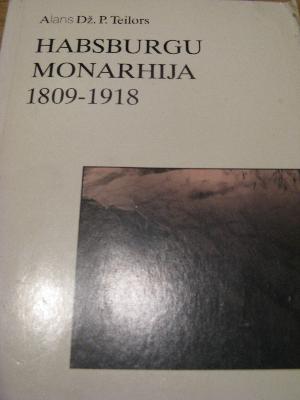 Alans Dž. P. Teilors
HABSBURGU
MONARHIJA
1809-1918